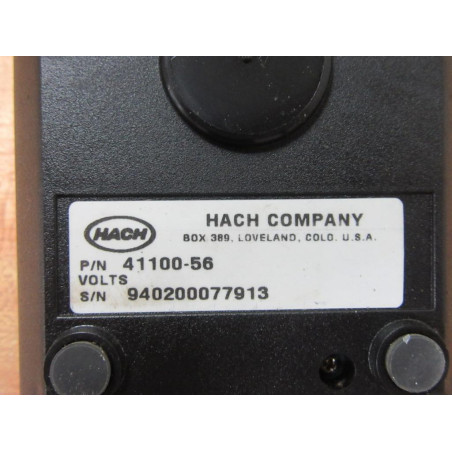 HACH
HACH COMPANY
BOX 389, LOVELAND, COLO. U.S.A.
P/N 41100-56
VOLTS
S/N 940200077913